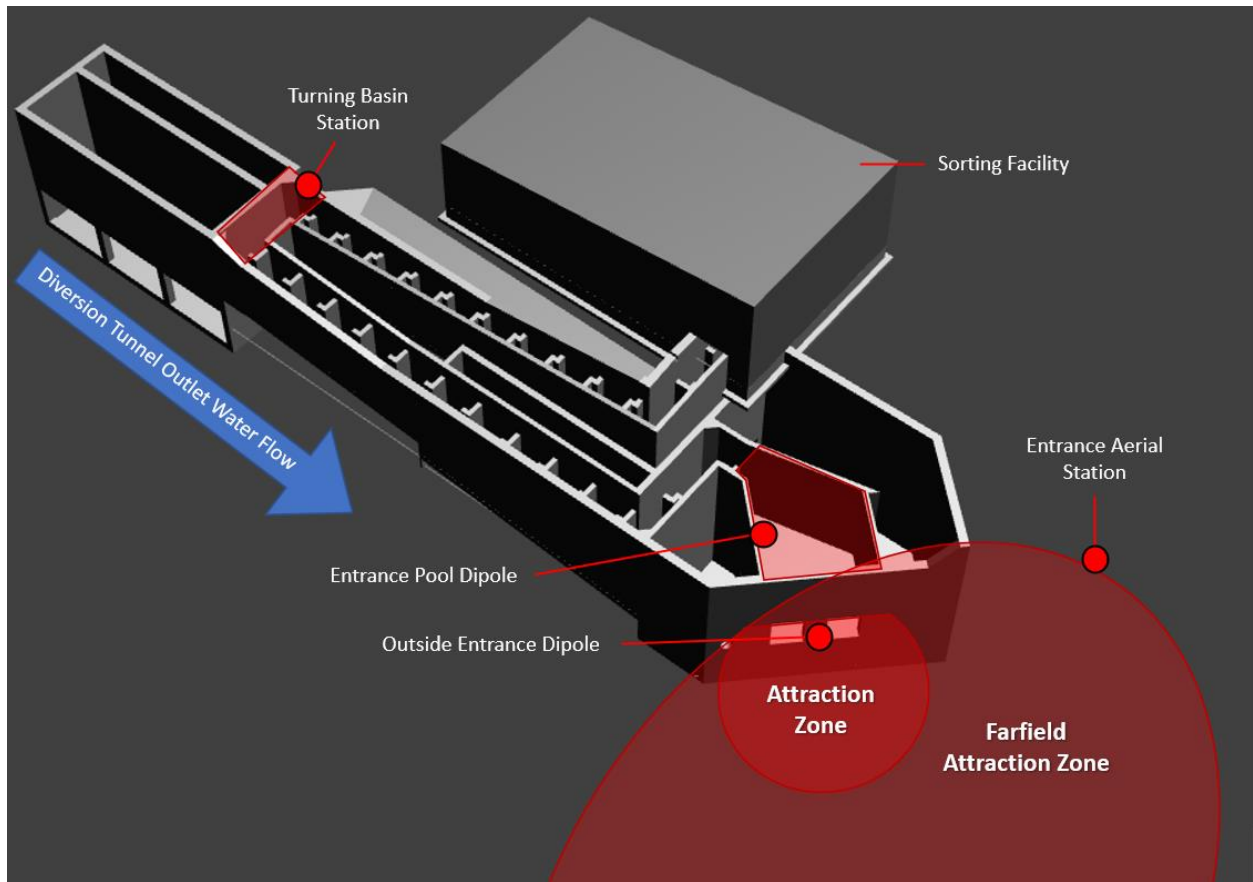 Turning Basin
Station
Sorting Facility
Diversion Tunnel Outlet Water Flow
Entrance Aerial
Station
Entrance Pool Dipole
Outside Entrance Dipole
Attraction
Zone
Farfield
Attraction Zone